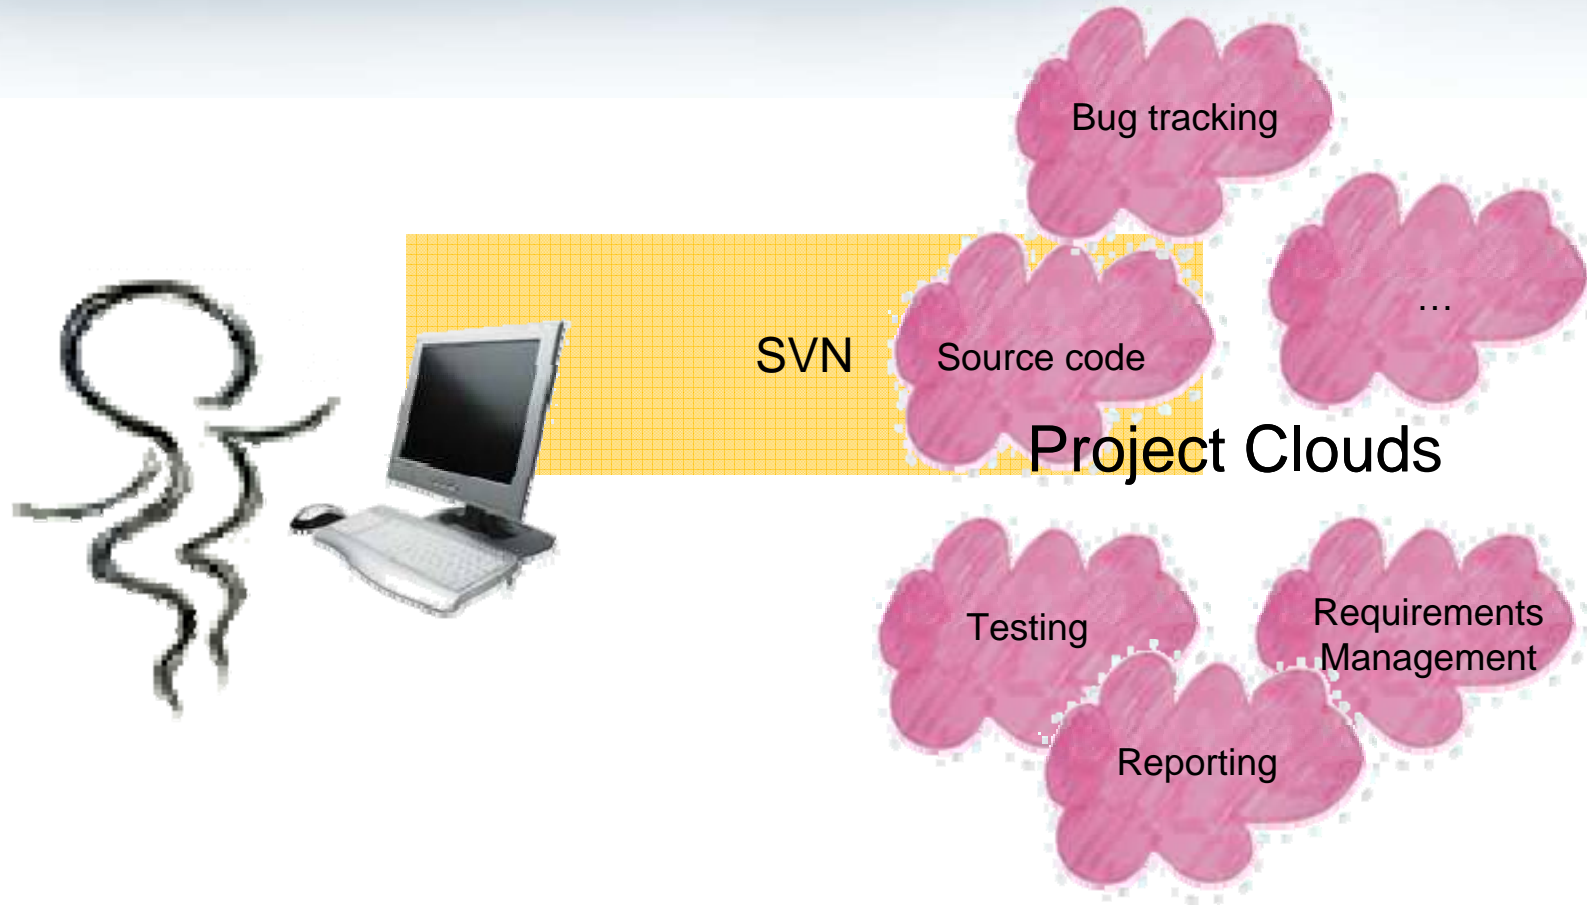 Bug tracking
…
SVN
Source code
Project Clouds
Testing
Requirements
Management
Reporting